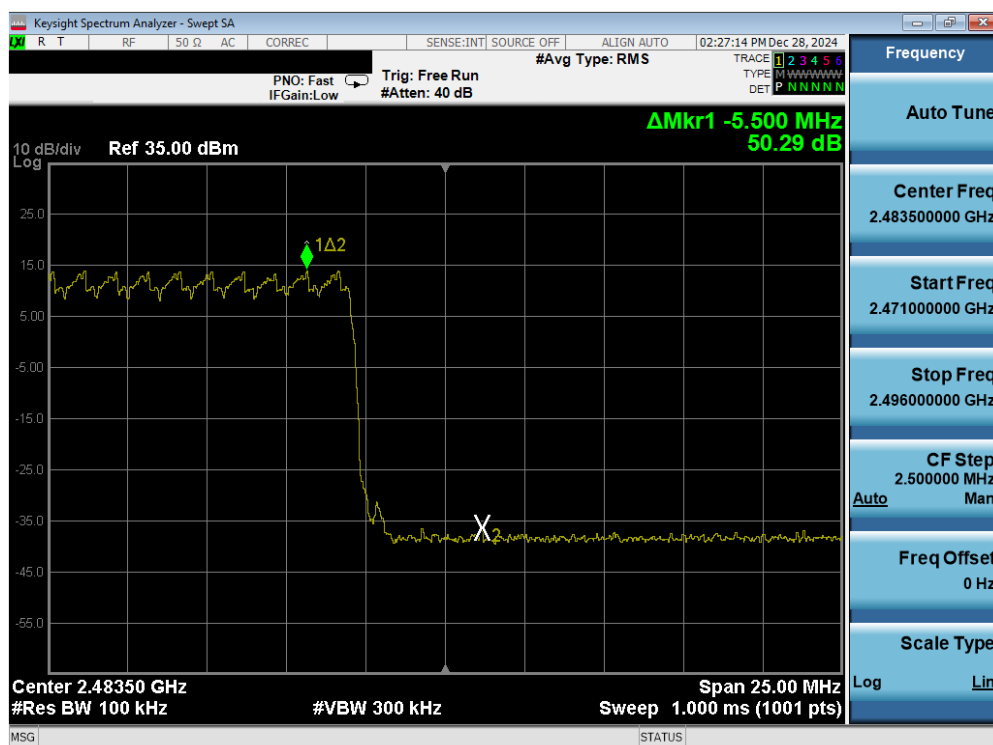 Keysight Spectrum Analyzer - Swept SA
LXI R T RF 50 Ω AC CORREC SENSE:INT SOURCE OFF ALIGN AUTO 02:27:14 PM Dec 28, 2024
#Avg Type: RMS TRACE 1 2 3 4 5 6
PNO: Fast Trig: Free Run TYPE M W W W W W
IFGain:Low #Atten: 40 dB DET P N N N N N
ΔMkr1 -5.500 MHz
50.29 dB
10 dB/div Ref 35.00 dBm
Log
25.0
1Δ2
15.0
5.00
-5.00
-15.0
-25.0
-35.0
X2
-45.0
-55.0
Center 2.48350 GHz Span 25.00 MHz
#Res BW 100 kHz #VBW 300 kHz Sweep 1.000 ms (1001 pts)
MSG STATUS
Frequency
Auto Tune
Center Freq
2.483500000 GHz
Start Freq
2.471000000 GHz
Stop Freq
2.496000000 GHz
CF Step
2.500000 MHz
Auto Man
Freq Offset
0 Hz
Scale Type
Log Lin